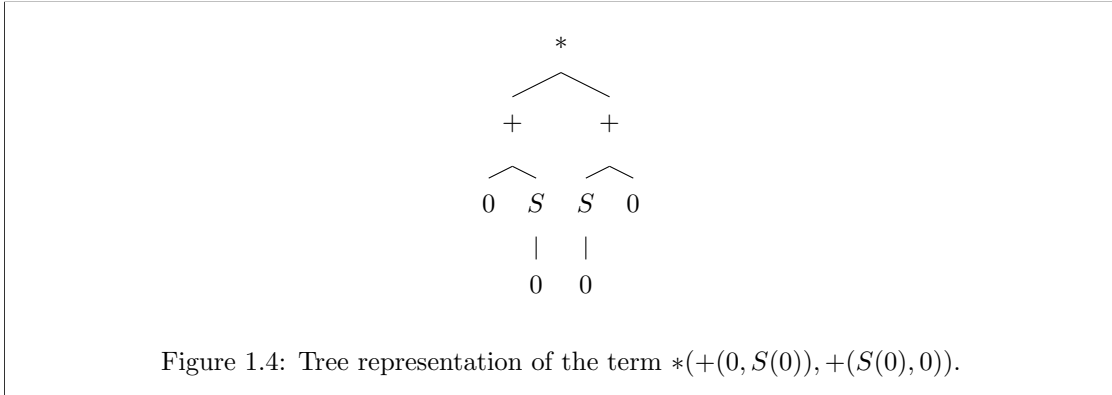 *
+ +
0 S S 0
0 0
Figure 1.4: Tree representation of the term ∗(+(0, S(0)), +(S(0), 0)).